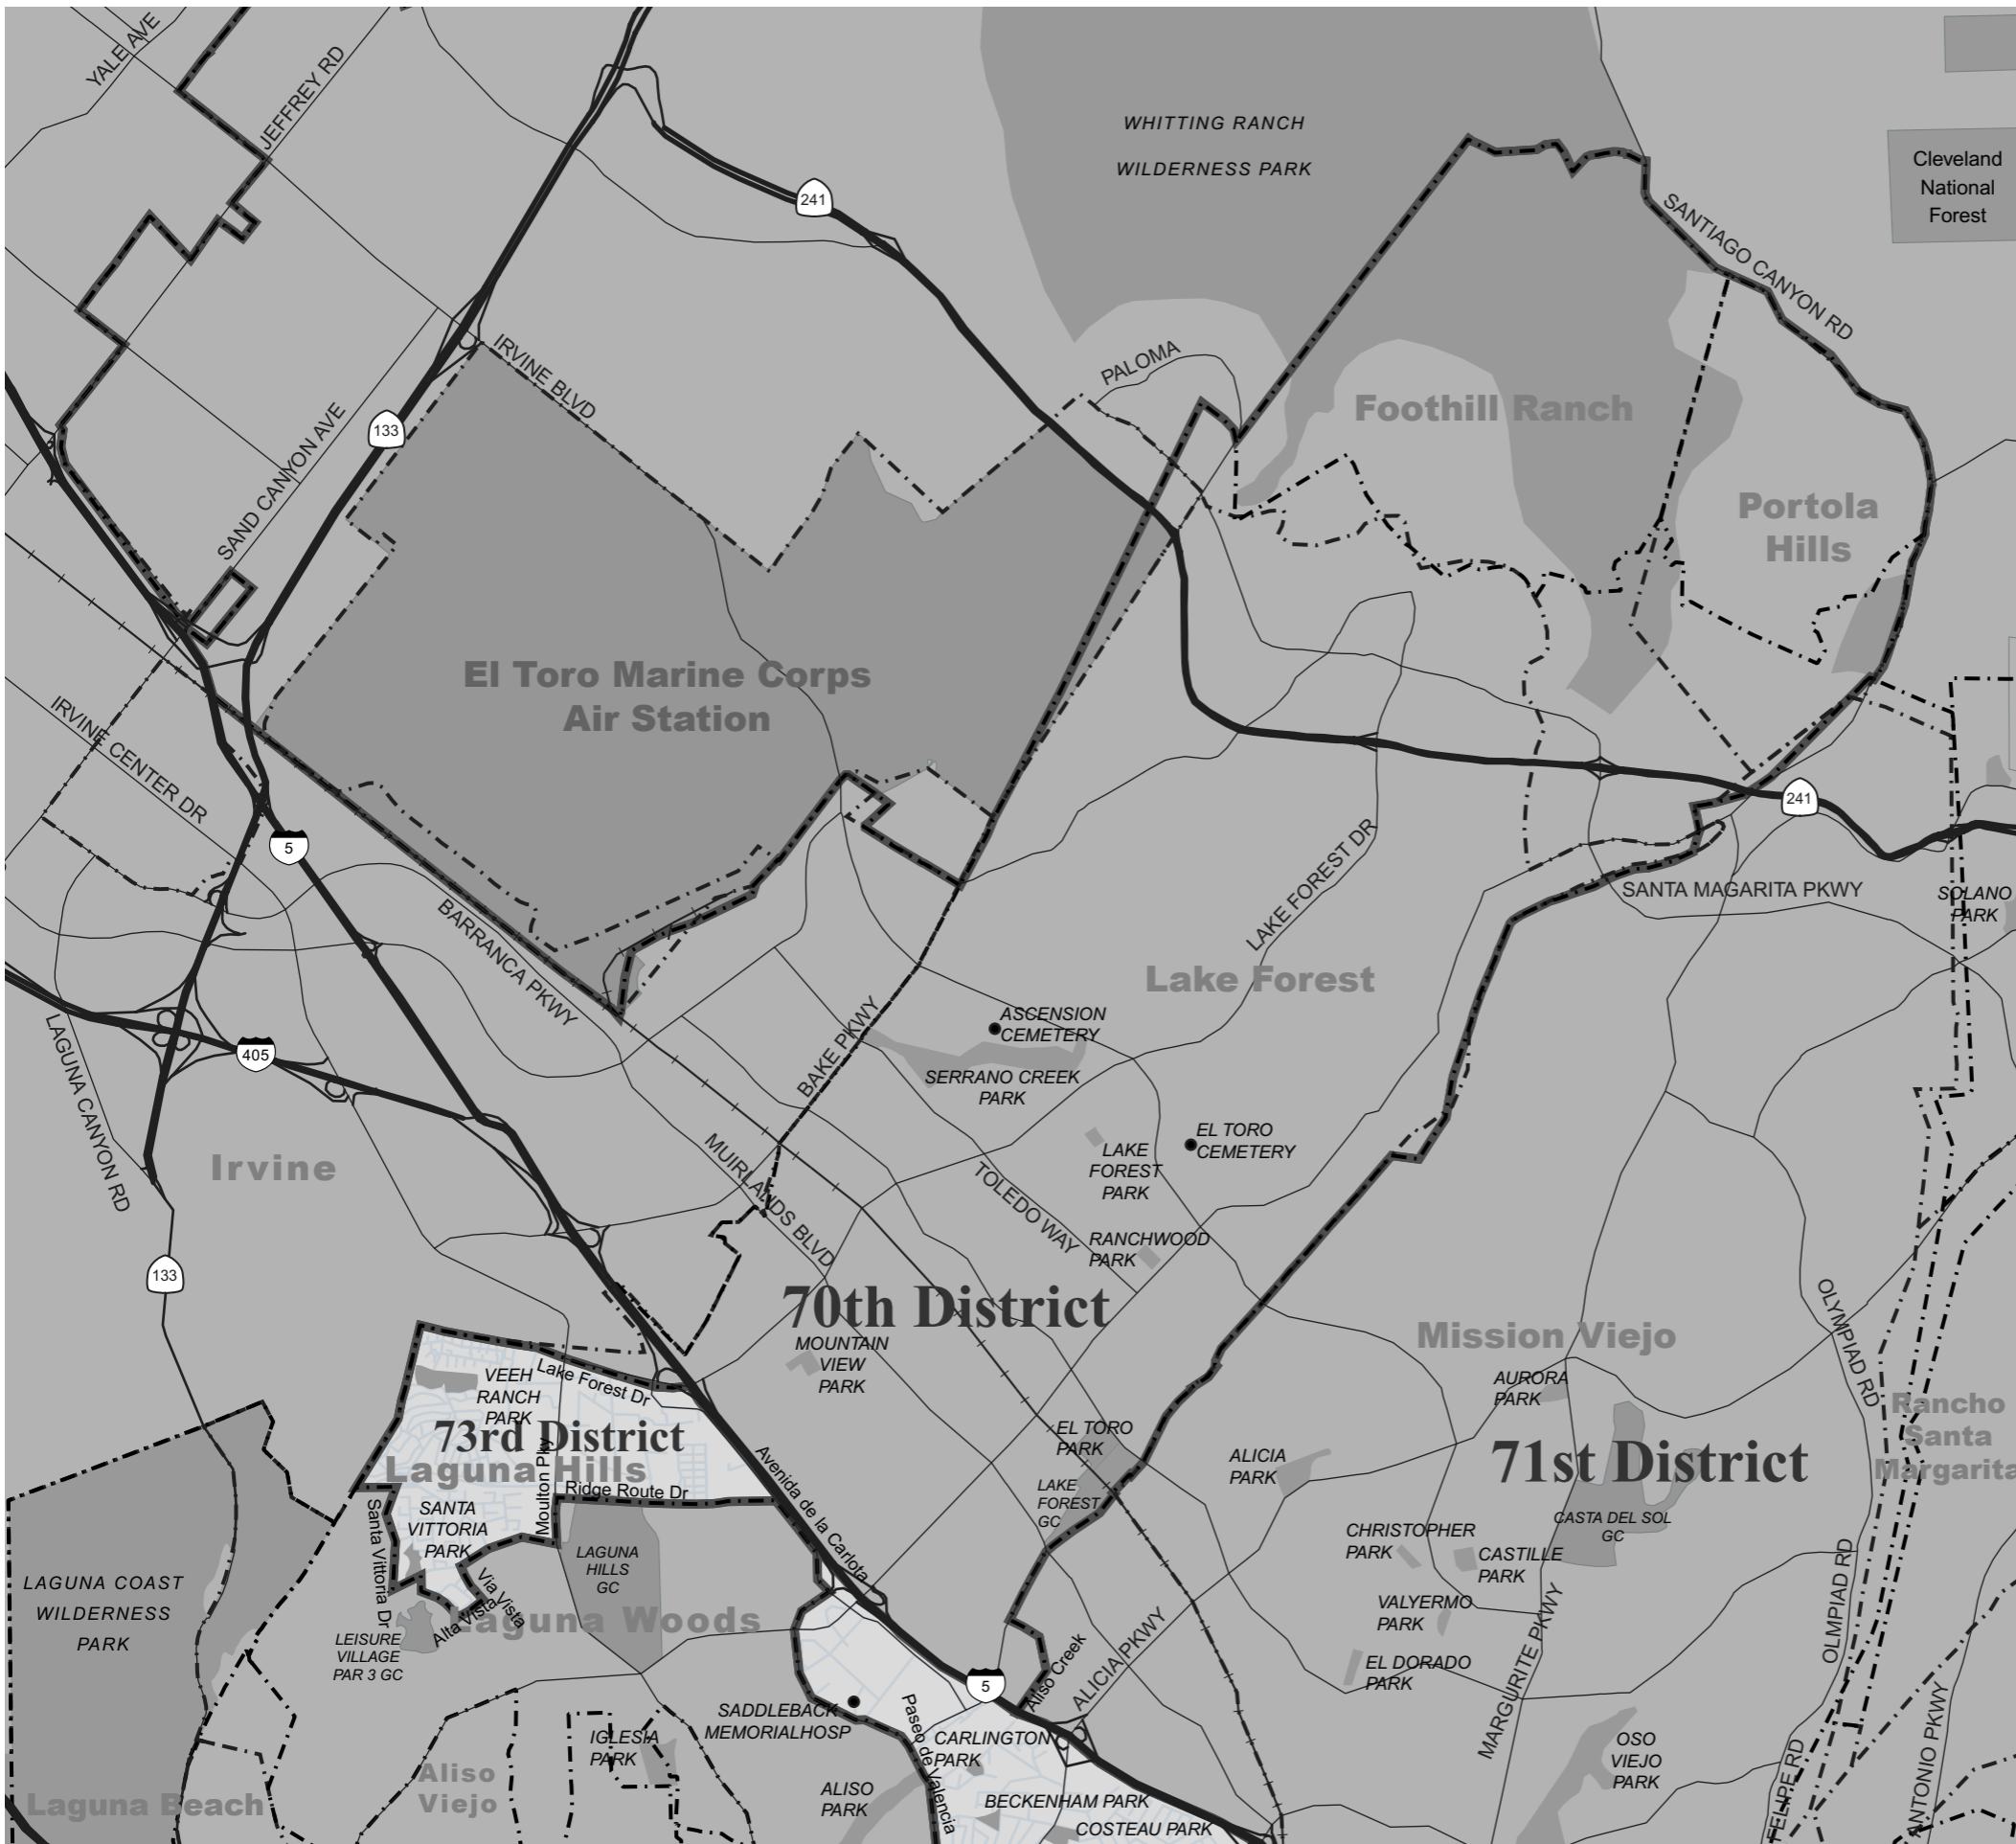 YALE AVE
JEFFREY RD
WHITTING RANCH
WILDERNESS PARK
Cleveland
National
Forest
241
SANTIAGO CANYON RD
IRVINE BLVD
PALOMA
Foothill Ranch
133
SAND CANYON AVE
Portola
Hills
El Toro Marine Corps
Air Station
IRVINE CENTER DR
5
241
LAKE FOREST DR
SANTA MAGARITA PKWY
SOLANO
PARK
BARRANCA PKWY
Lake Forest
BAKE PKWY
ASCENSION
CEMETERY
LAGUNA CANYON RD
405
SERRANO CREEK
PARK
EL TORO
CEMETERY
LAKE
FOREST
PARK
Irvine
MUIRLANDS BLVD
TOLEDO WAY
RANCHWOOD
PARK
133
70th District
OLYMPIAD RD
Mission Viejo
MOUNTAIN
VIEW
PARK
Lake Forest Dr
VEEH
RANCH
PARK
AURORA
PARK
Rancho
Santa
Margarita
73rd District
Laguna Hills
EL TORO
PARK
ALICIA
PARK
71st District
Moulton Pky
Avenida de la Carlota
Ridge Route Dr
LAKE
FOREST
GC
SANTA
VITTORIA
PARK
Santa Vittoria Dr
CASTA DEL SOL
GC
CHRISTOPHER
PARK
CASTILLE
PARK
LAGUNA
HILLS
GC
LAGUNA COAST
WILDERNESS
PARK
Via Vista
Alta Vista
Laguna Woods
VALYERMO
PARK
MARGURITE PKWY
OLMPIAD RD
LEISURE
VILLAGE
PAR 3 GC
EL DORADO
PARK
5
Aliso Creek
ALICIA PKWY
SADDLEBACK
MEMORIALHOSP
Paseo de Valencia
CARLINGTON
PARK
IGLESIA
PARK
OSO
VIEJO
PARK
FELIPE RD
ANTONIO PKWY
Aliso
Viejo
ALISO
PARK
Laguna Beach
BECKENHAM PARK
COSTEAU PARK